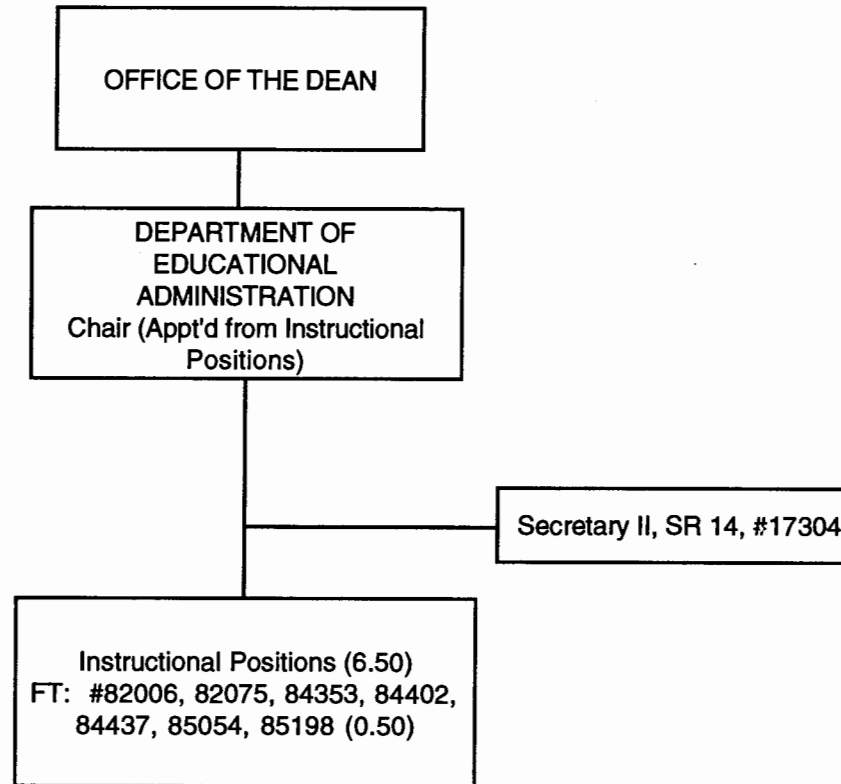 OFFICE OF THE DEAN
DEPARTMENT OF
EDUCATIONAL
ADMINISTRATION
Chair (Appt'd from Instructional
Positions)
Secretary II, SR 14, #17304
Instructional Positions (6.50)
FT: #82006, 82075, 84353, 84402,
84437, 85054, 85198 (0.50)